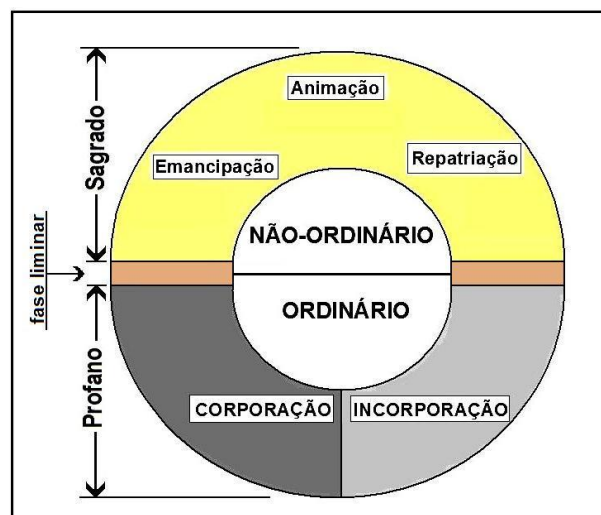 Animação
Emancipação
Repatriação
Sagrado
NÃO-ORDINÁRIO
fase liminar
ORDINÁRIO
Profano
CORPORAÇÃO
INCORPORAÇÃO